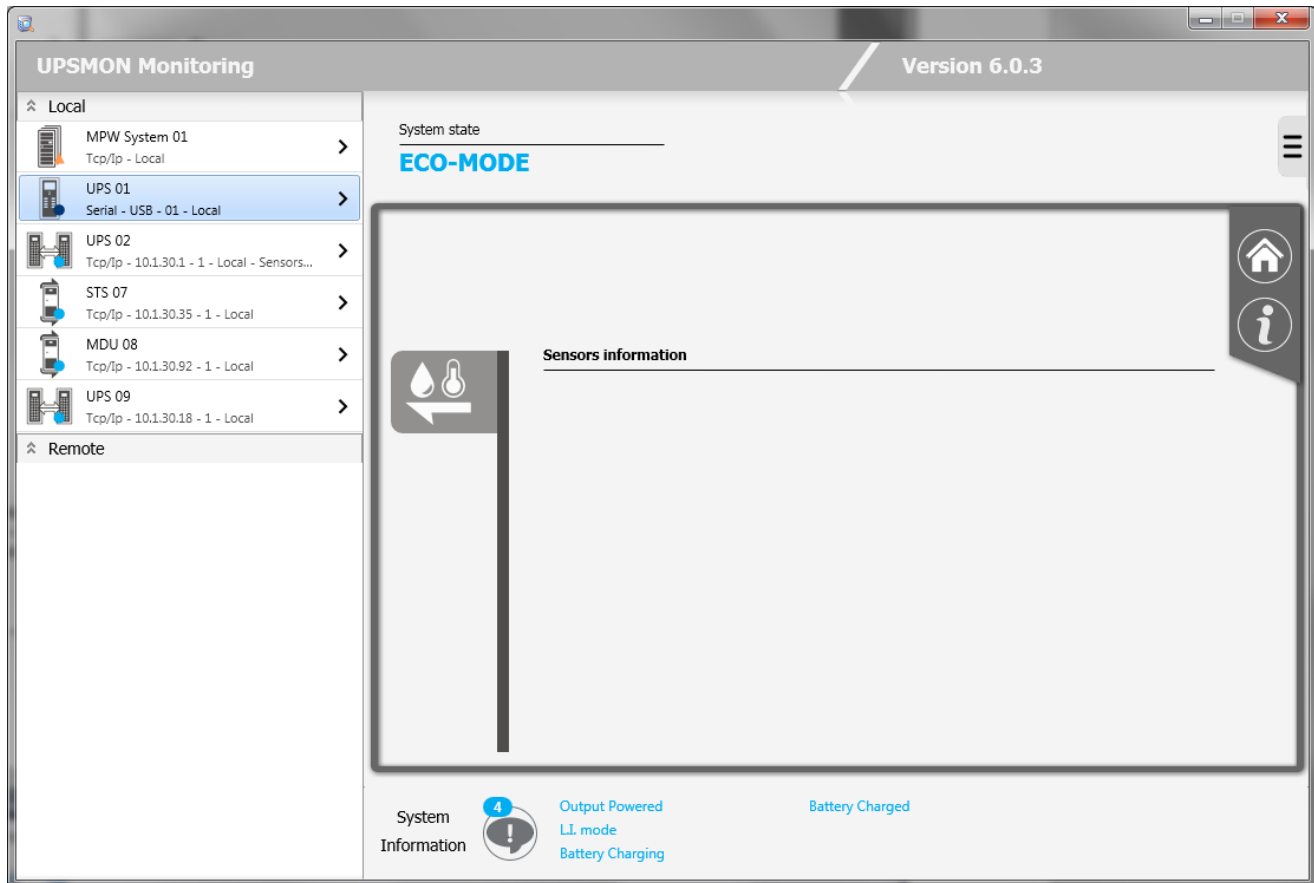 UPSMON Monitoring
Version 6.0.3
Local
MPW System 01
Tcp/Ip - Local
UPS 01
Serial - USB - 01 - Local
UPS 02
Tcp/Ip - 10.1.30.1 - 1 - Local - Sensors...
STS 07
Tcp/Ip - 10.1.30.35 - 1 - Local
MDU 08
Tcp/Ip - 10.1.30.92 - 1 - Local
UPS 09
Tcp/Ip - 10.1.30.18 - 1 - Local
Remote
System state
ECO-MODE
Sensors information
System
Information
4
Output Powered
L.I. mode
Battery Charging
Battery Charged